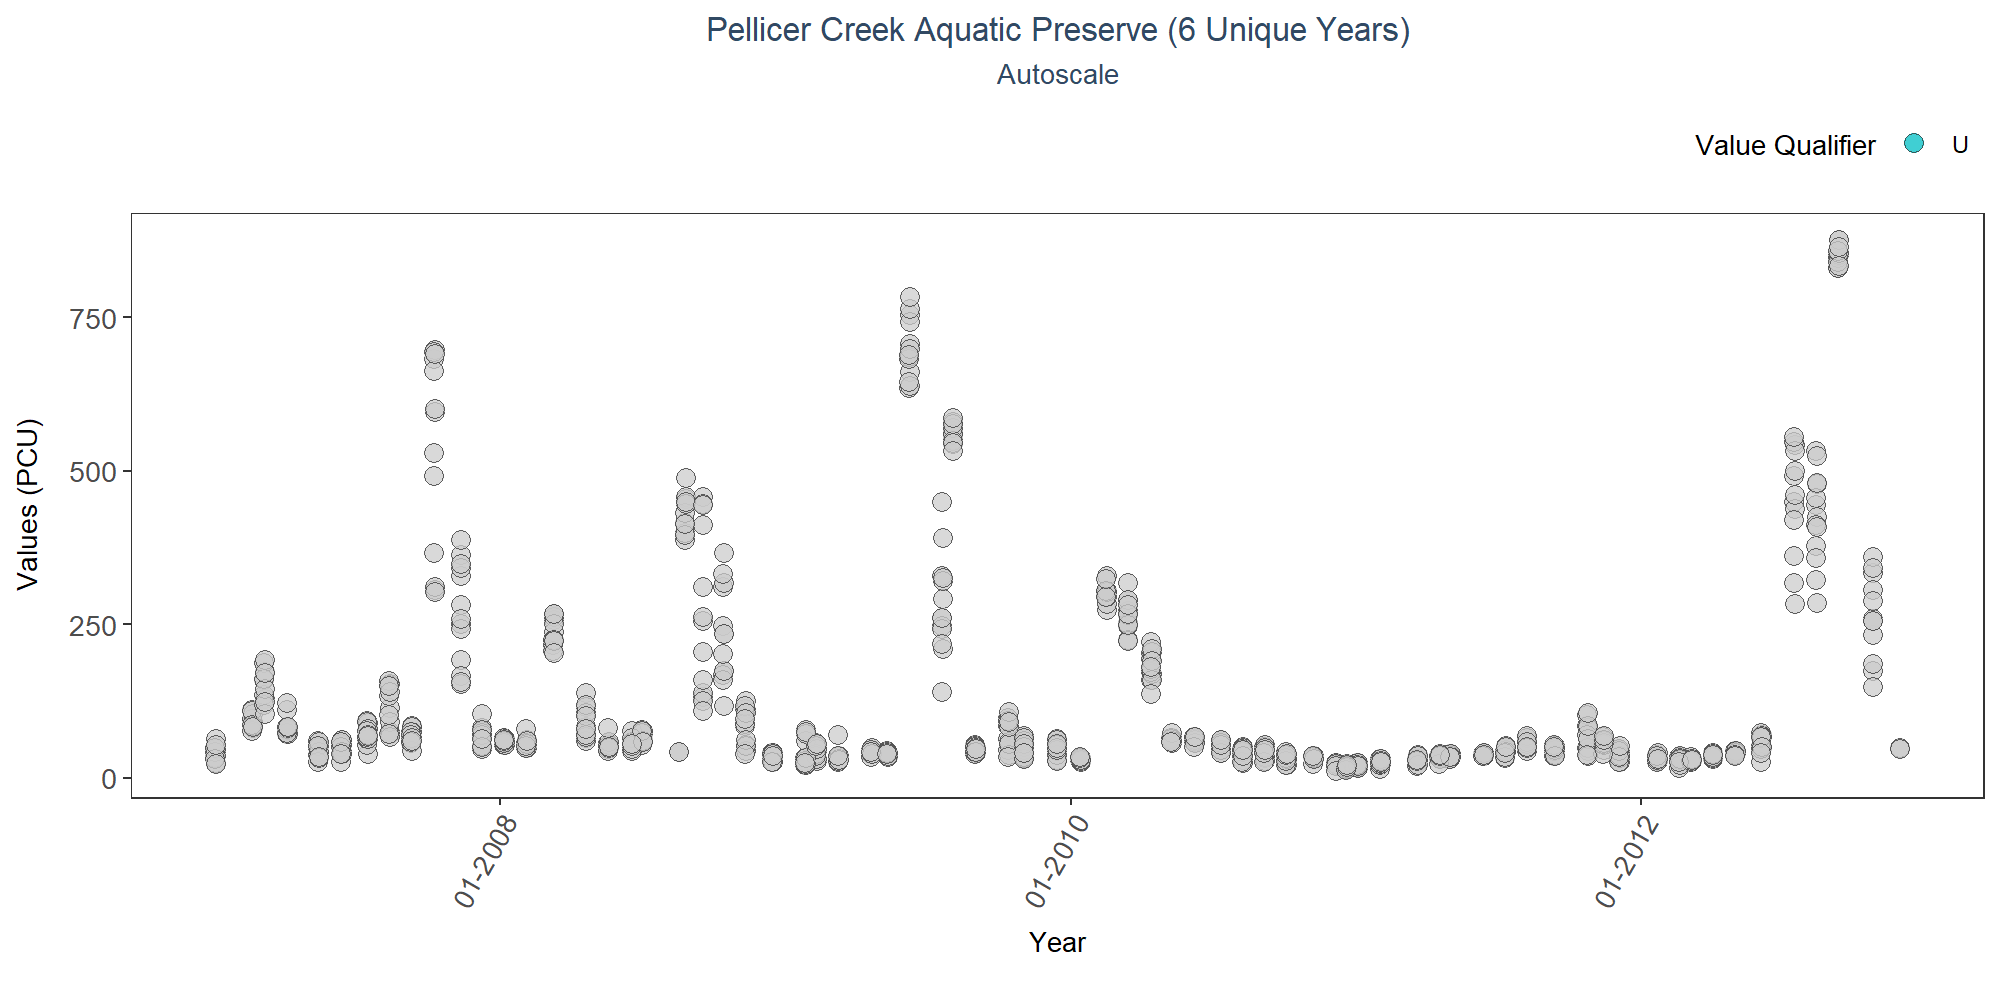 Pellicer Creek Aquatic Preserve (6 Unique Years)
Autoscale
Value Qualifier U
Values (PCU)
750
500
250
0
01-2008
01-2010
01-2012
Year